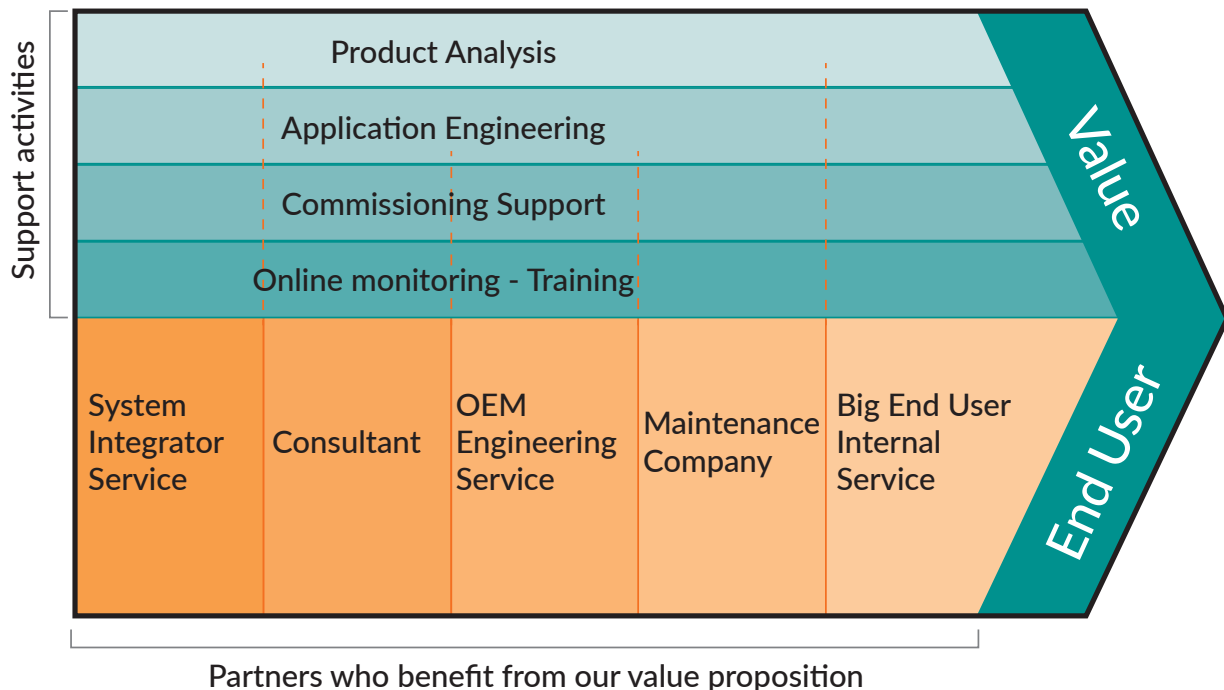 Support activities
Product Analysis
Application Engineering
Commissioning Support
Online monitoring - Training
Value
System
Integrator
Service
Consultant
OEM
Engineering
Service
Maintenance
Company
Big End User
Internal
Service
End User
Partners who benefit from our value proposition